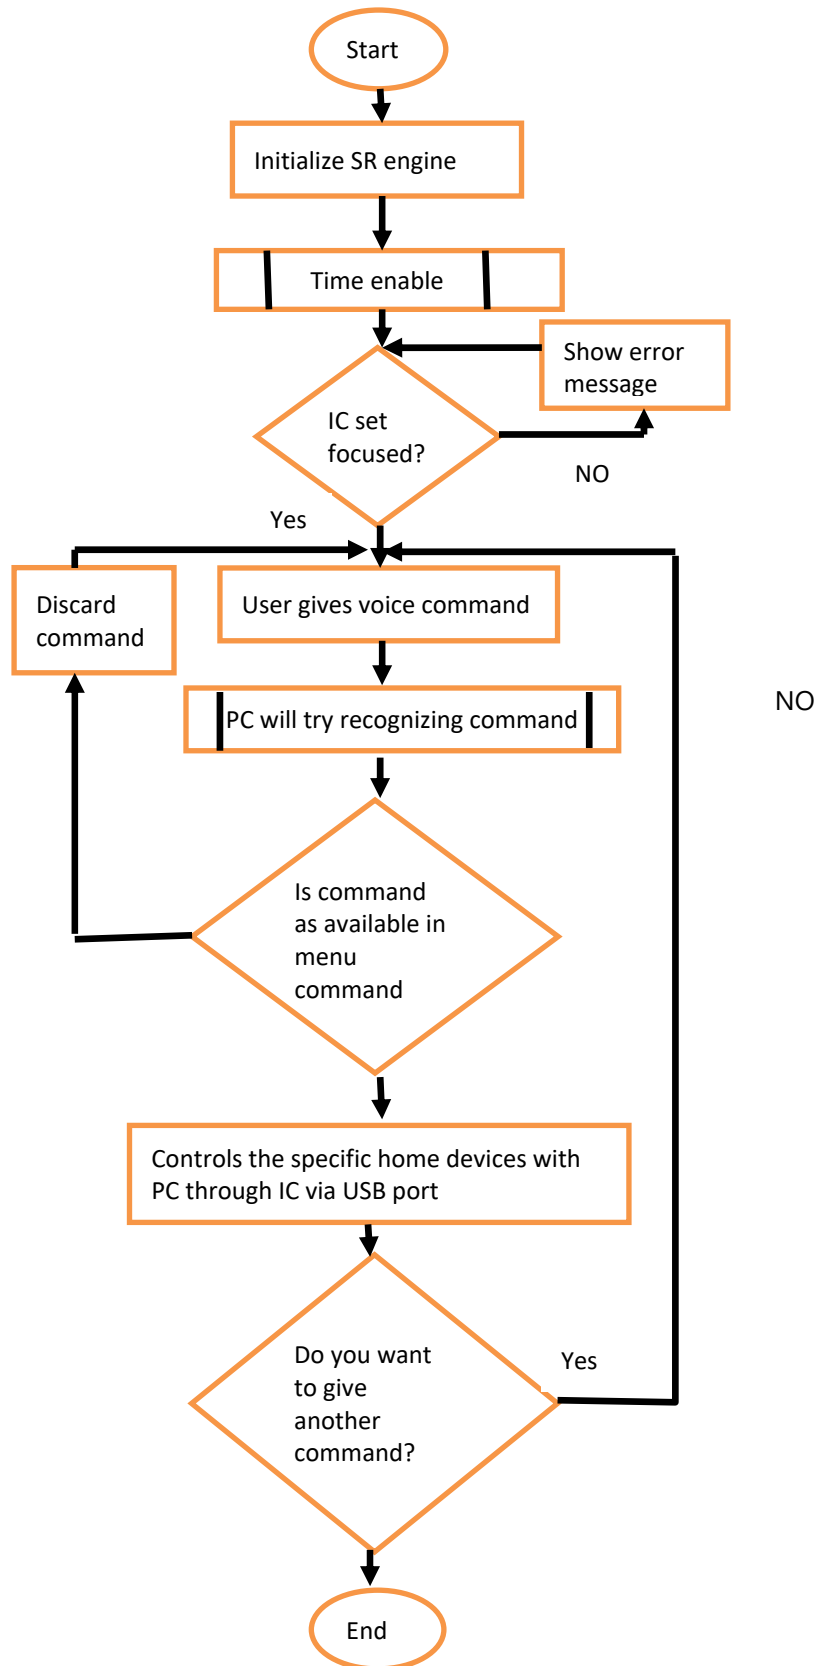 Start
Initialize SR engine
Time enable
Show error
message
IC set
focused?
NO
Yes
Discard
command
User gives voice command
NO
PC will try recognizing command
Is command
as available in
menu
command
Controls the specific home devices with
PC through IC via USB port
Do you want
to give
another
command?
Yes
End